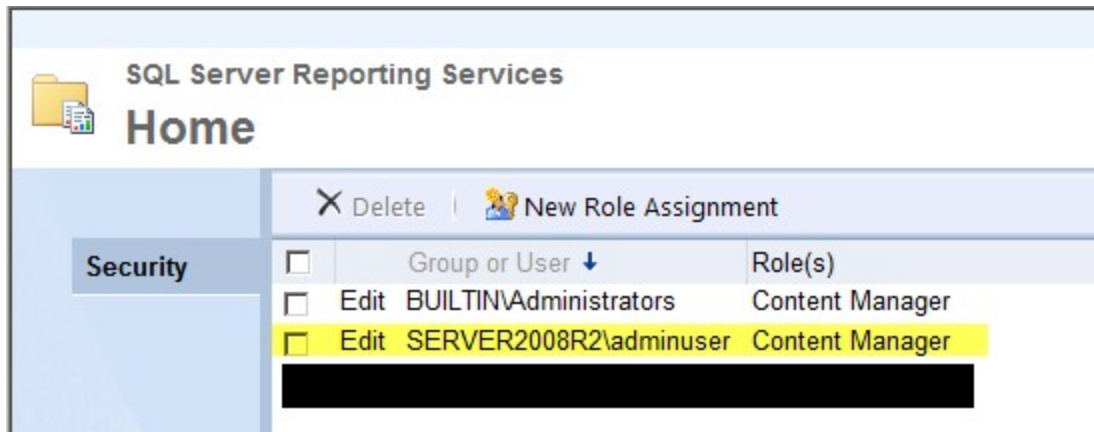 SQL Server Reporting Services
Home
Delete New Role Assignment
Security
Group or User Role(s)
Edit BUILTIN\Administrators Content Manager
Edit SERVER2008R2\adminuser Content Manager